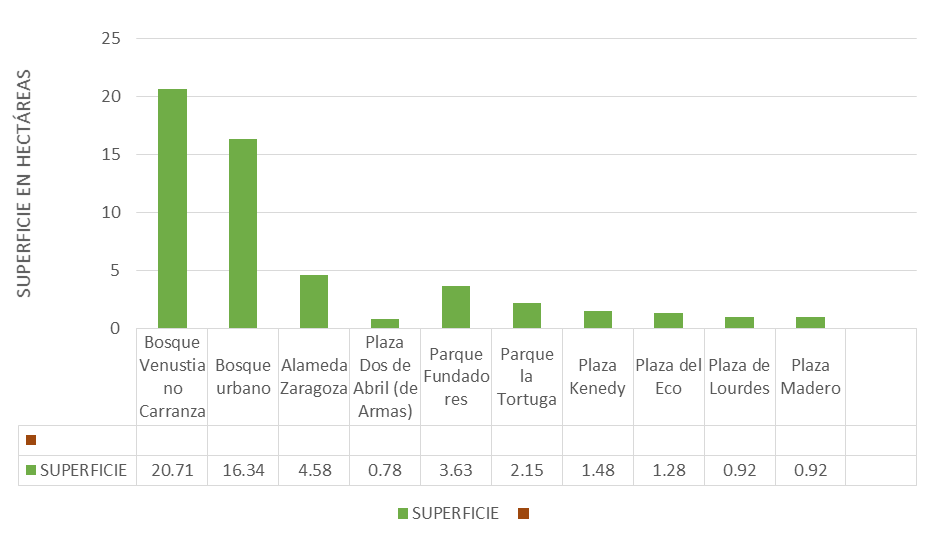 SUPERFICIE EN HECTÁREAS
25
20
15
10
5
0
Bosque
Venustia
no
Carranza
Bosque
urbano
Alameda
Zaragoza
Plaza
Dos de
Abril (de
Armas)
Parque
Fundado
res
Parque
la
Tortuga
Plaza
Kenedy
Plaza del
Eco
Plaza de
Lourdes
Plaza
Madero
SUPERFICIE 20.71 16.34 4.58 0.78 3.63 2.15 1.48 1.28 0.92 0.92
SUPERFICIE